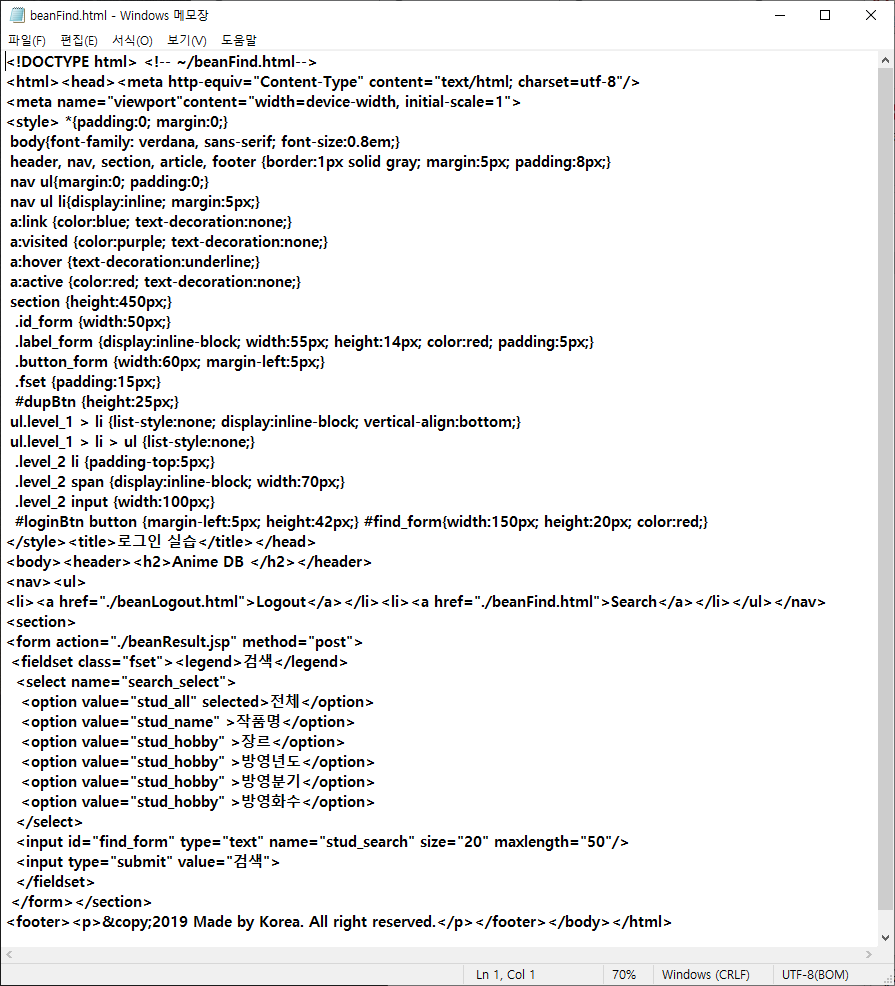 beanFind.html - Windows 메모장
파일(F) 편집(E) 서식(O) 보기(V) 도움말
<!DOCTYPE html> <!-- ~/beanFind.html-->
<html><head><meta http-equiv="Content-Type" content="text/html; charset=utf-8"/>
<meta name="viewport"content="width=device-width, initial-scale=1">
<style> *{padding:0; margin:0;}
body{font-family: verdana, sans-serif; font-size:0.8em;}
header, nav, section, article, footer {border:1px solid gray; margin:5px; padding:8px;}
nav ul{margin:0; padding:0;}
nav ul li{display:inline; margin:5px;}
a:link {color:blue; text-decoration:none;}
a:visited {color:purple; text-decoration:none;}
a:hover {text-decoration:underline;}
a:active {color:red; text-decoration:none;}
section {height:450px;}
.id_form {width:50px;}
.label_form {display:inline-block; width:55px; height:14px; color:red; padding:5px;}
.button_form {width:60px; margin-left:5px;}
.fset {padding:15px;}
#dupBtn {height:25px;}
ul.level_1 > li {list-style:none; display:inline-block; vertical-align:bottom;}
ul.level_1 > li > ul {list-style:none;}
.level_2 li {padding-top:5px;}
.level_2 span {display:inline-block; width:70px;}
.level_2 input {width:100px;}
#loginBtn button {margin-left:5px; height:42px;} #find_form{width:150px; height:20px; color:red;}
</style><title>로그인 실습</title></head>
<body><header><h2>Anime DB </h2></header>
<nav><ul>
<li><a href="./beanLogout.html">Logout</a></li><li><a href="./beanFind.html">Search</a></li></ul></nav>
<section>
<form action="./beanResult.jsp" method="post">
<fieldset class="fset"><legend>검색</legend>
<select name="search_select">
<option value="stud_all" selected>전체</option>
<option value="stud_name" >작품명</option>
<option value="stud_hobby" >장르</option>
<option value="stud_hobby" >방영년도</option>
<option value="stud_hobby" >방영분기</option>
<option value="stud_hobby" >방영화수</option>
</select>
<input id="find_form" type="text" name="stud_search" size="20" maxlength="50"/>
<input type="submit" value="검색">
</fieldset>
</form></section>
<footer><p>&copy;2019 Made by Korea. All right reserved.</p></footer></body></html>
Ln 1, Col 1 70% Windows (CRLF) UTF-8(BOM)